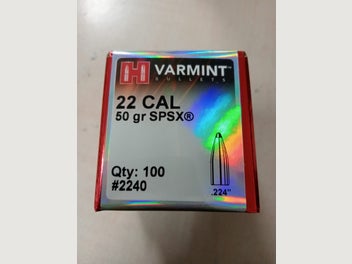 H VARMINT
BULLETS
22 CAL
50 gr SPSX®
Qty: 100
#2240
.224"